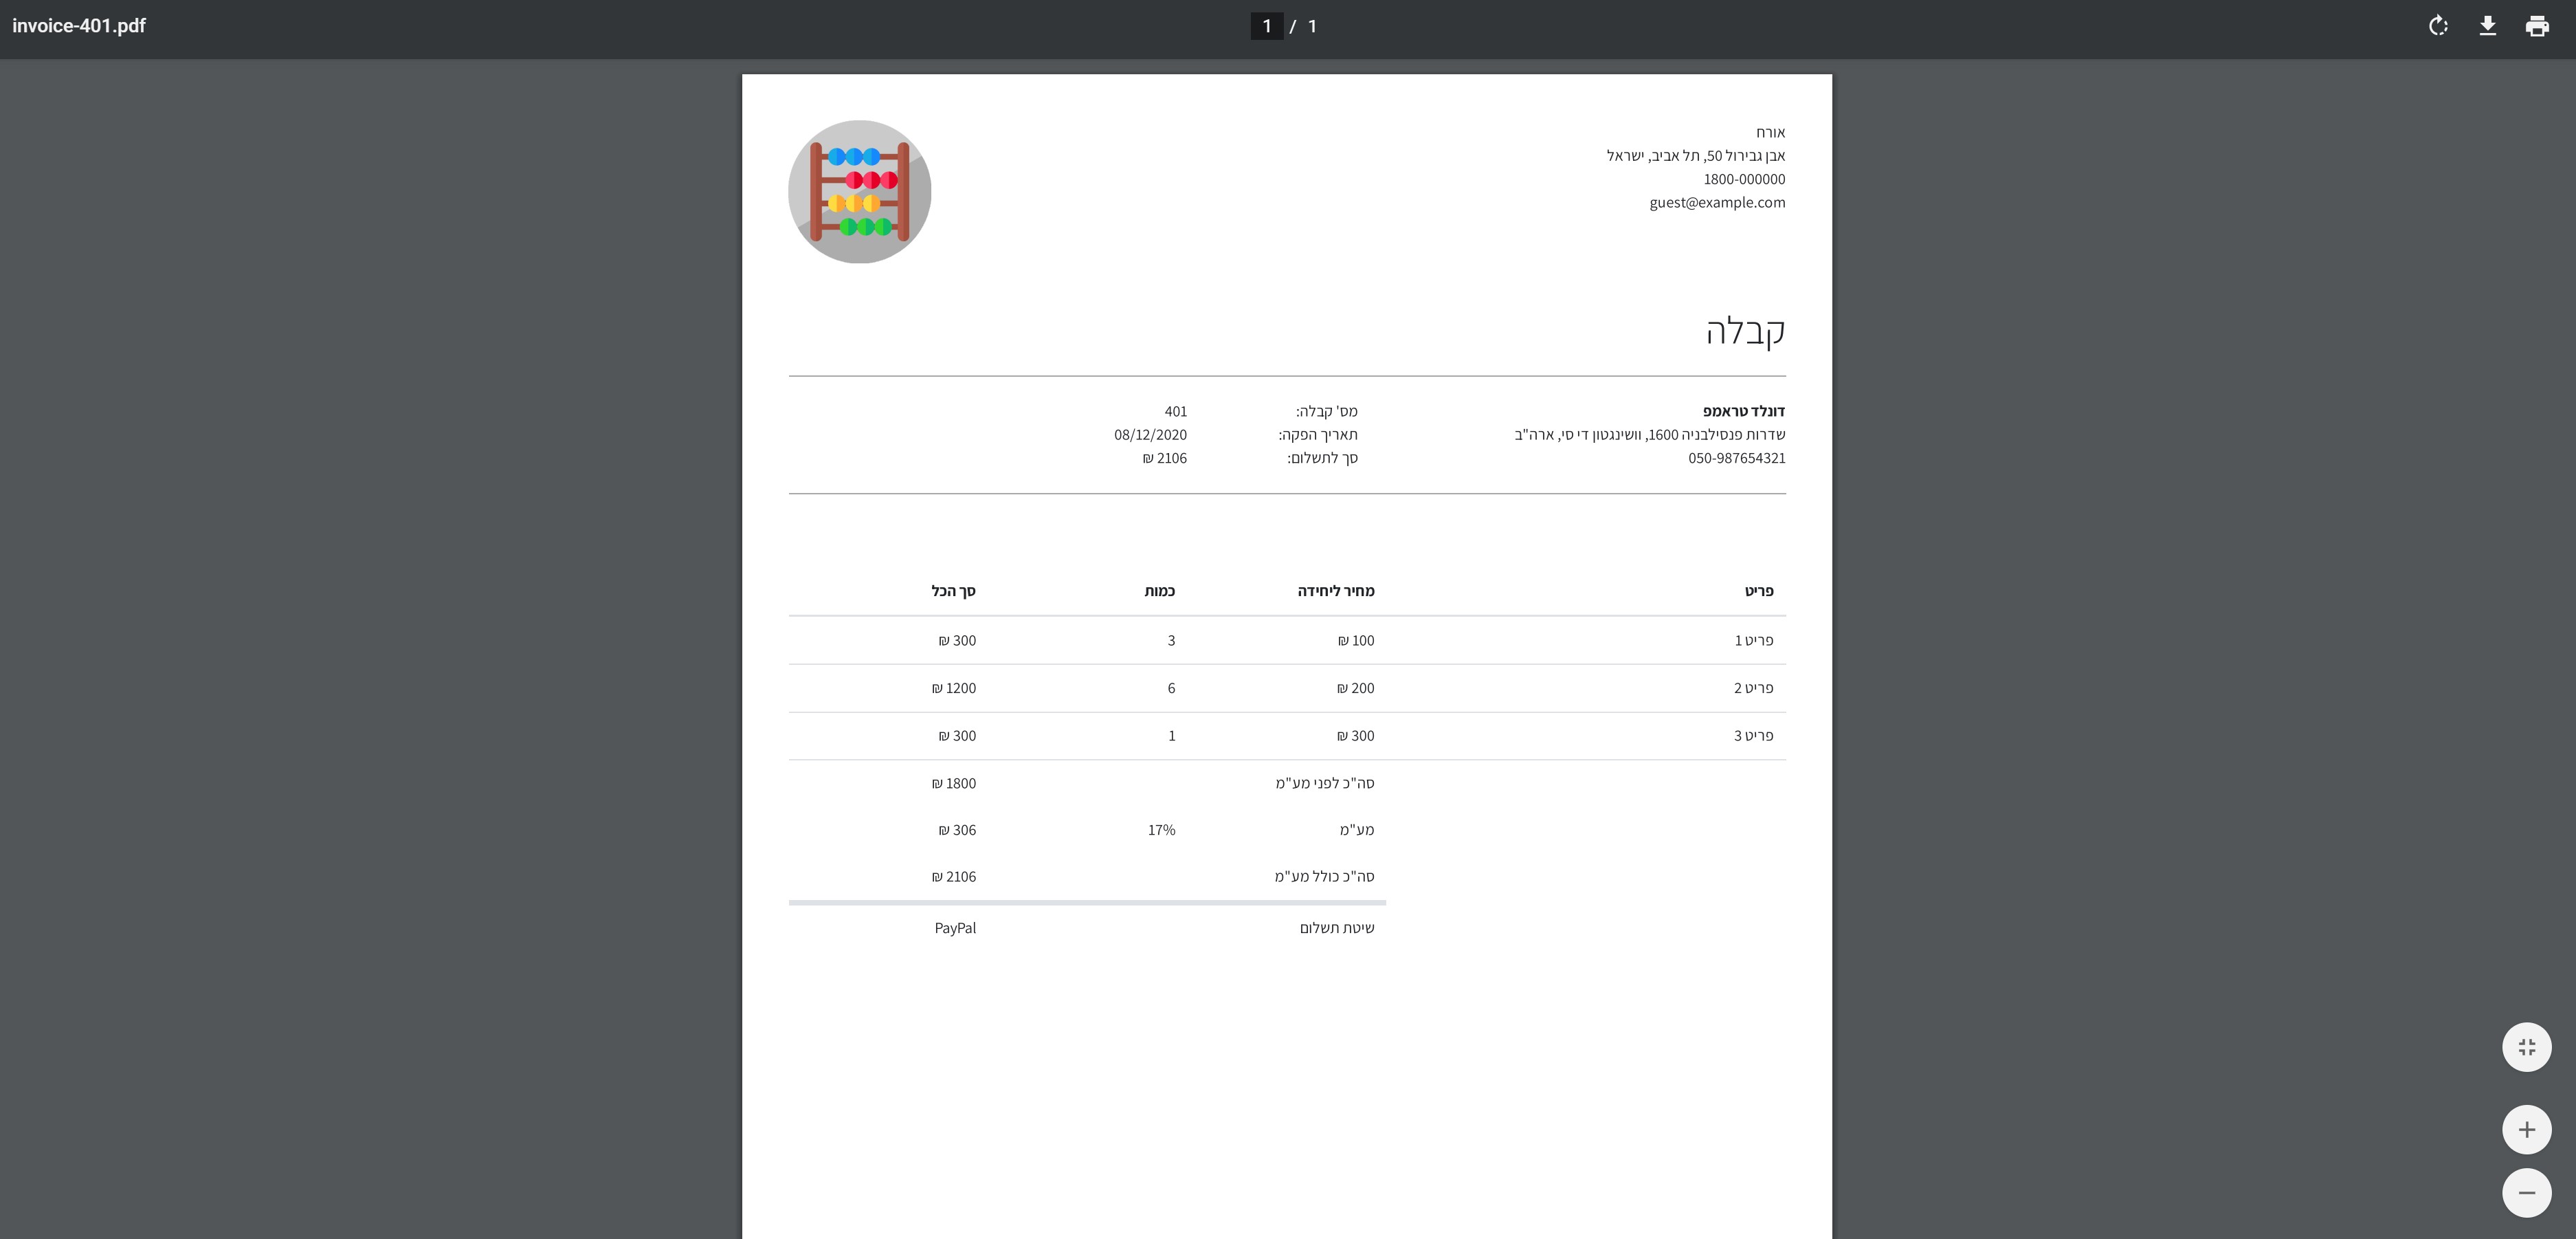 invoice-401.pdf
1 / 1
אורח
אבן גבירול 50, תל אביב, ישראל
1800-000000
guest@example.com
קבלה
דונלד טראמפ
שדרות פנסילבניה 1600, וושינגטון די סי, ארה"ב
050-987654321
מס' קבלה: 401
תאריך הפקה: 08/12/2020
סך לתשלום: 2106 ₪
פריט מחיר ליחידה כמות סך הכל
פריט 1 100 ₪ 3 300 ₪
פריט 2 200 ₪ 6 1200 ₪
פריט 3 300 ₪ 1 300 ₪
סה"כ לפני מע"מ 1800 ₪
מע"מ 17% 306 ₪
סה"כ כולל מע"מ 2106 ₪
שיטת תשלום PayPal